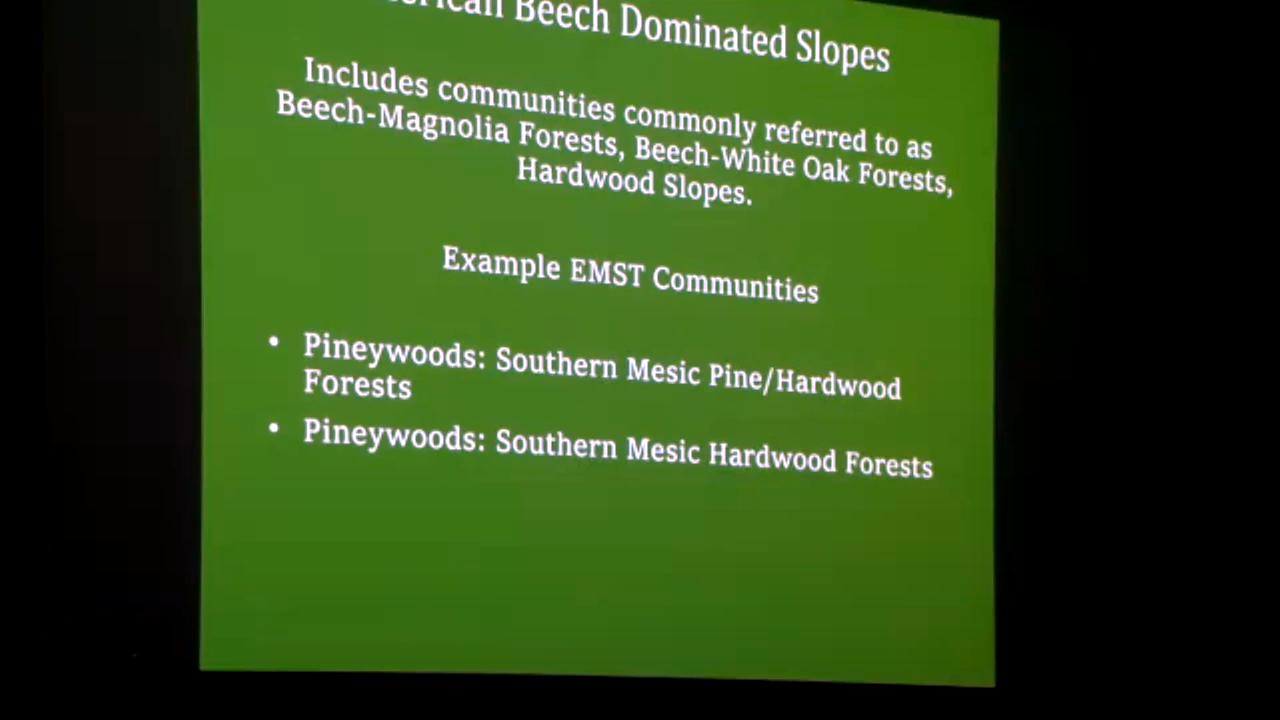 Beech Dominated Slopes
Includes communities commonly referred to as
Beech-Magnolia Forests, Beech-White Oak Forests,
Hardwood Slopes.
Example EMST Communities
• Pineywoods: Southern Mesic Pine/Hardwood
Forests
• Pineywoods: Southern Mesic Hardwood Forests